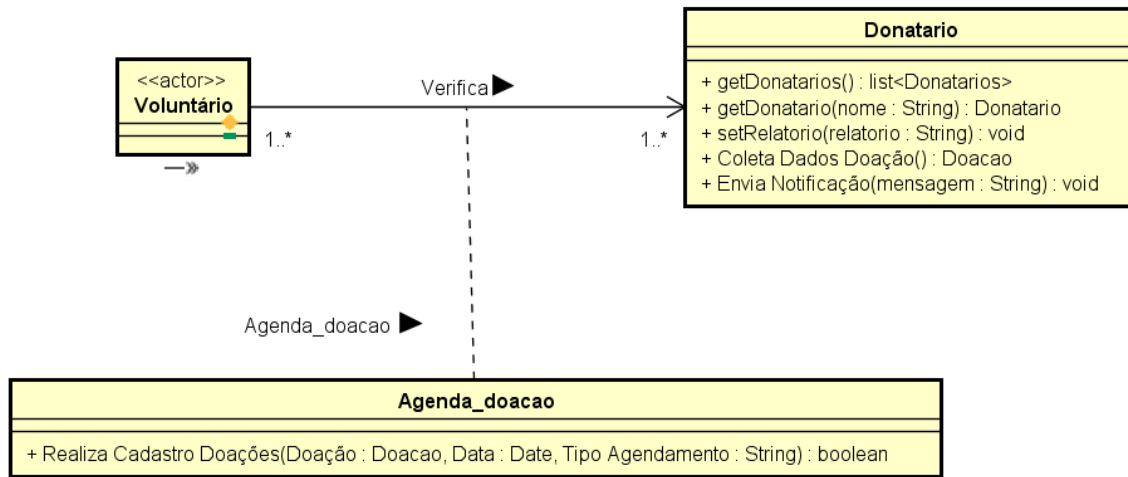 Donatario
<<actor>>
Voluntário
Verifica
1..*
1..*
+ getDonatarios() : list<Donatarios>
+ getDonatario(nome : String) : Donatario
+ setRelatorio(relatorio : String) : void
+ Coleta Dados Doação() : Doacao
+ Envia Notificação(mensagem : String) : void
Agenda_doacao
Agenda_doacao
+ Realiza Cadastro Doações(Doação : Doacao, Data : Date, Tipo Agendamento : String) : boolean